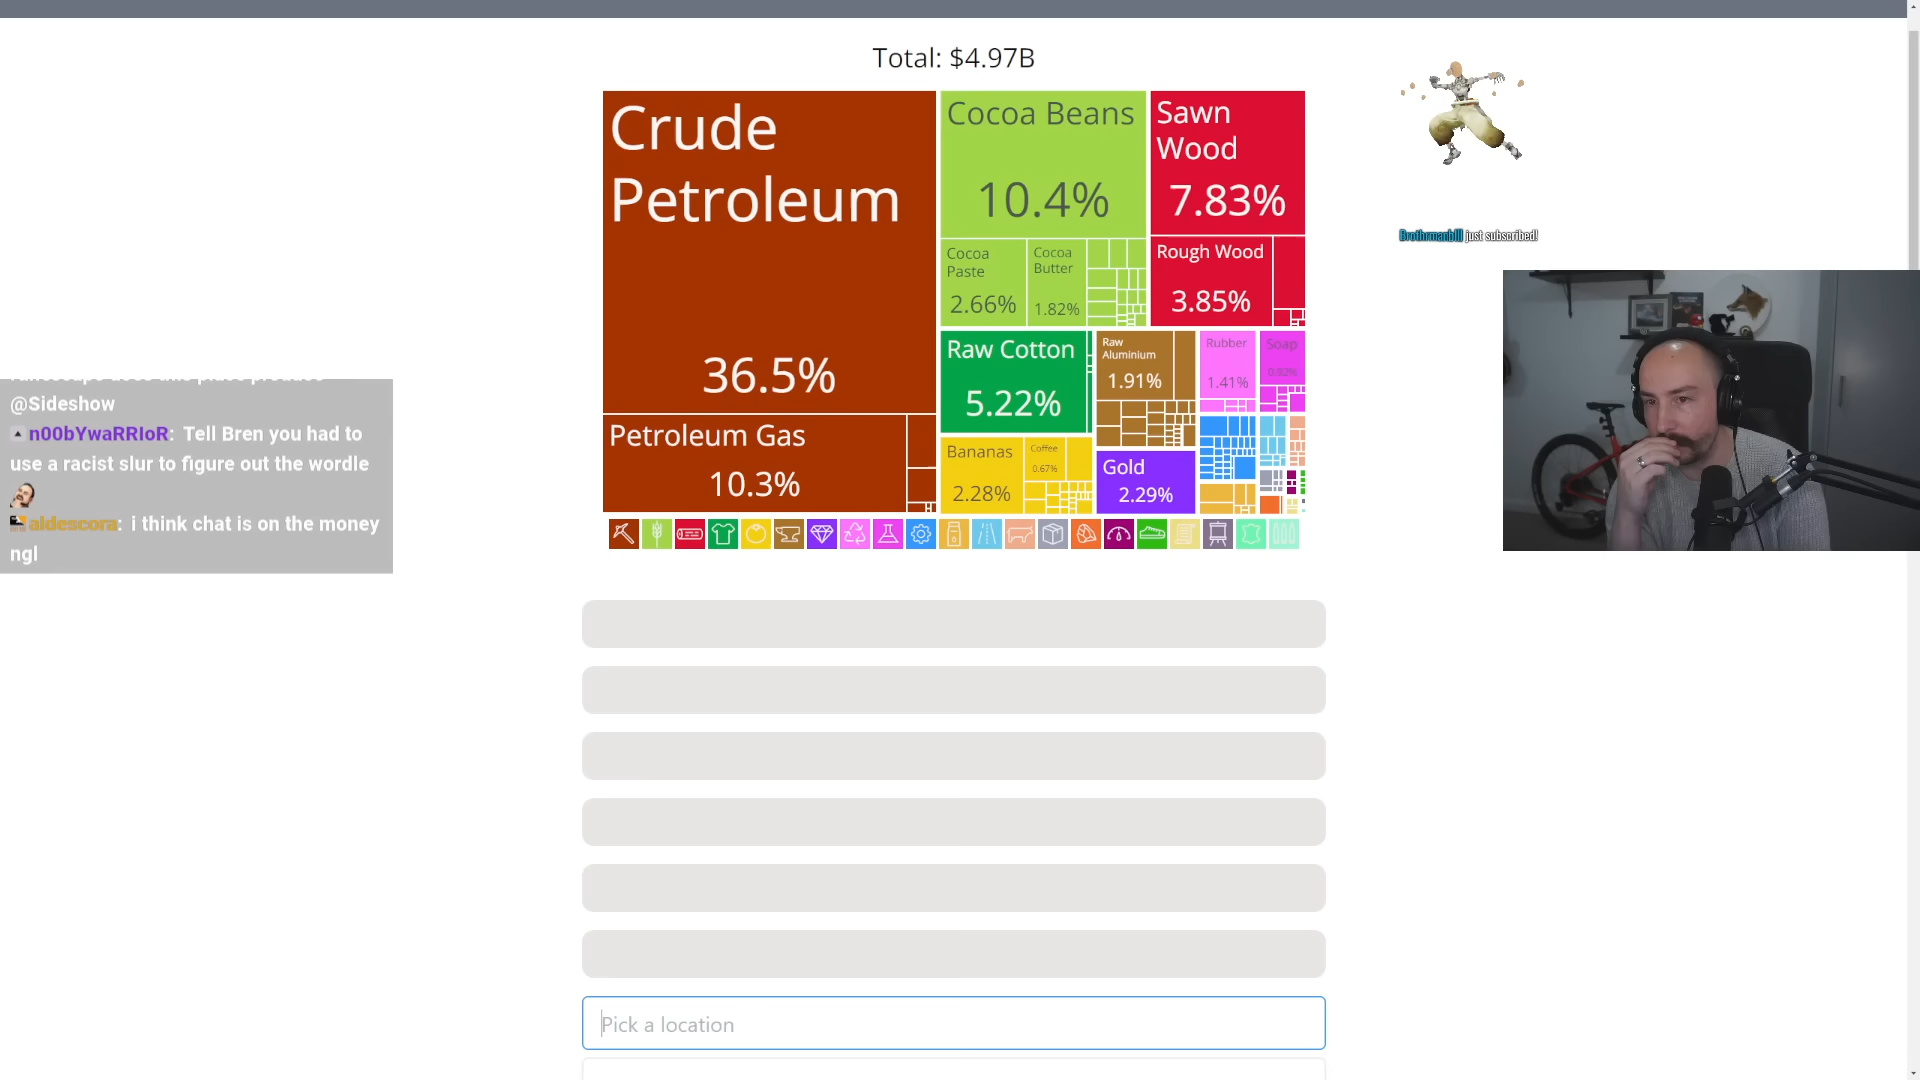 Total: $4.97B
Crude
Petroleum
36.5%
Petroleum Gas
10.3%
Cocoa Beans
10.4%
Cocoa
Paste
2.66%
Cocoa
Butter
1.82%
Sawn
Wood
7.83%
Rough Wood
3.85%
Raw Cotton
5.22%
Raw
Aluminium
1.91%
Rubber
1.41%
Soap
0.92%
Bananas
2.28%
Coffee
0.67%
Gold
2.29%
@Sideshow
n00bYwaRRIoR: Tell Bren you had to
use a racist slur to figure out the wordle
aldescora: i think chat is on the money
ngl
Brothrmanbill just subscribed!
Pick a location